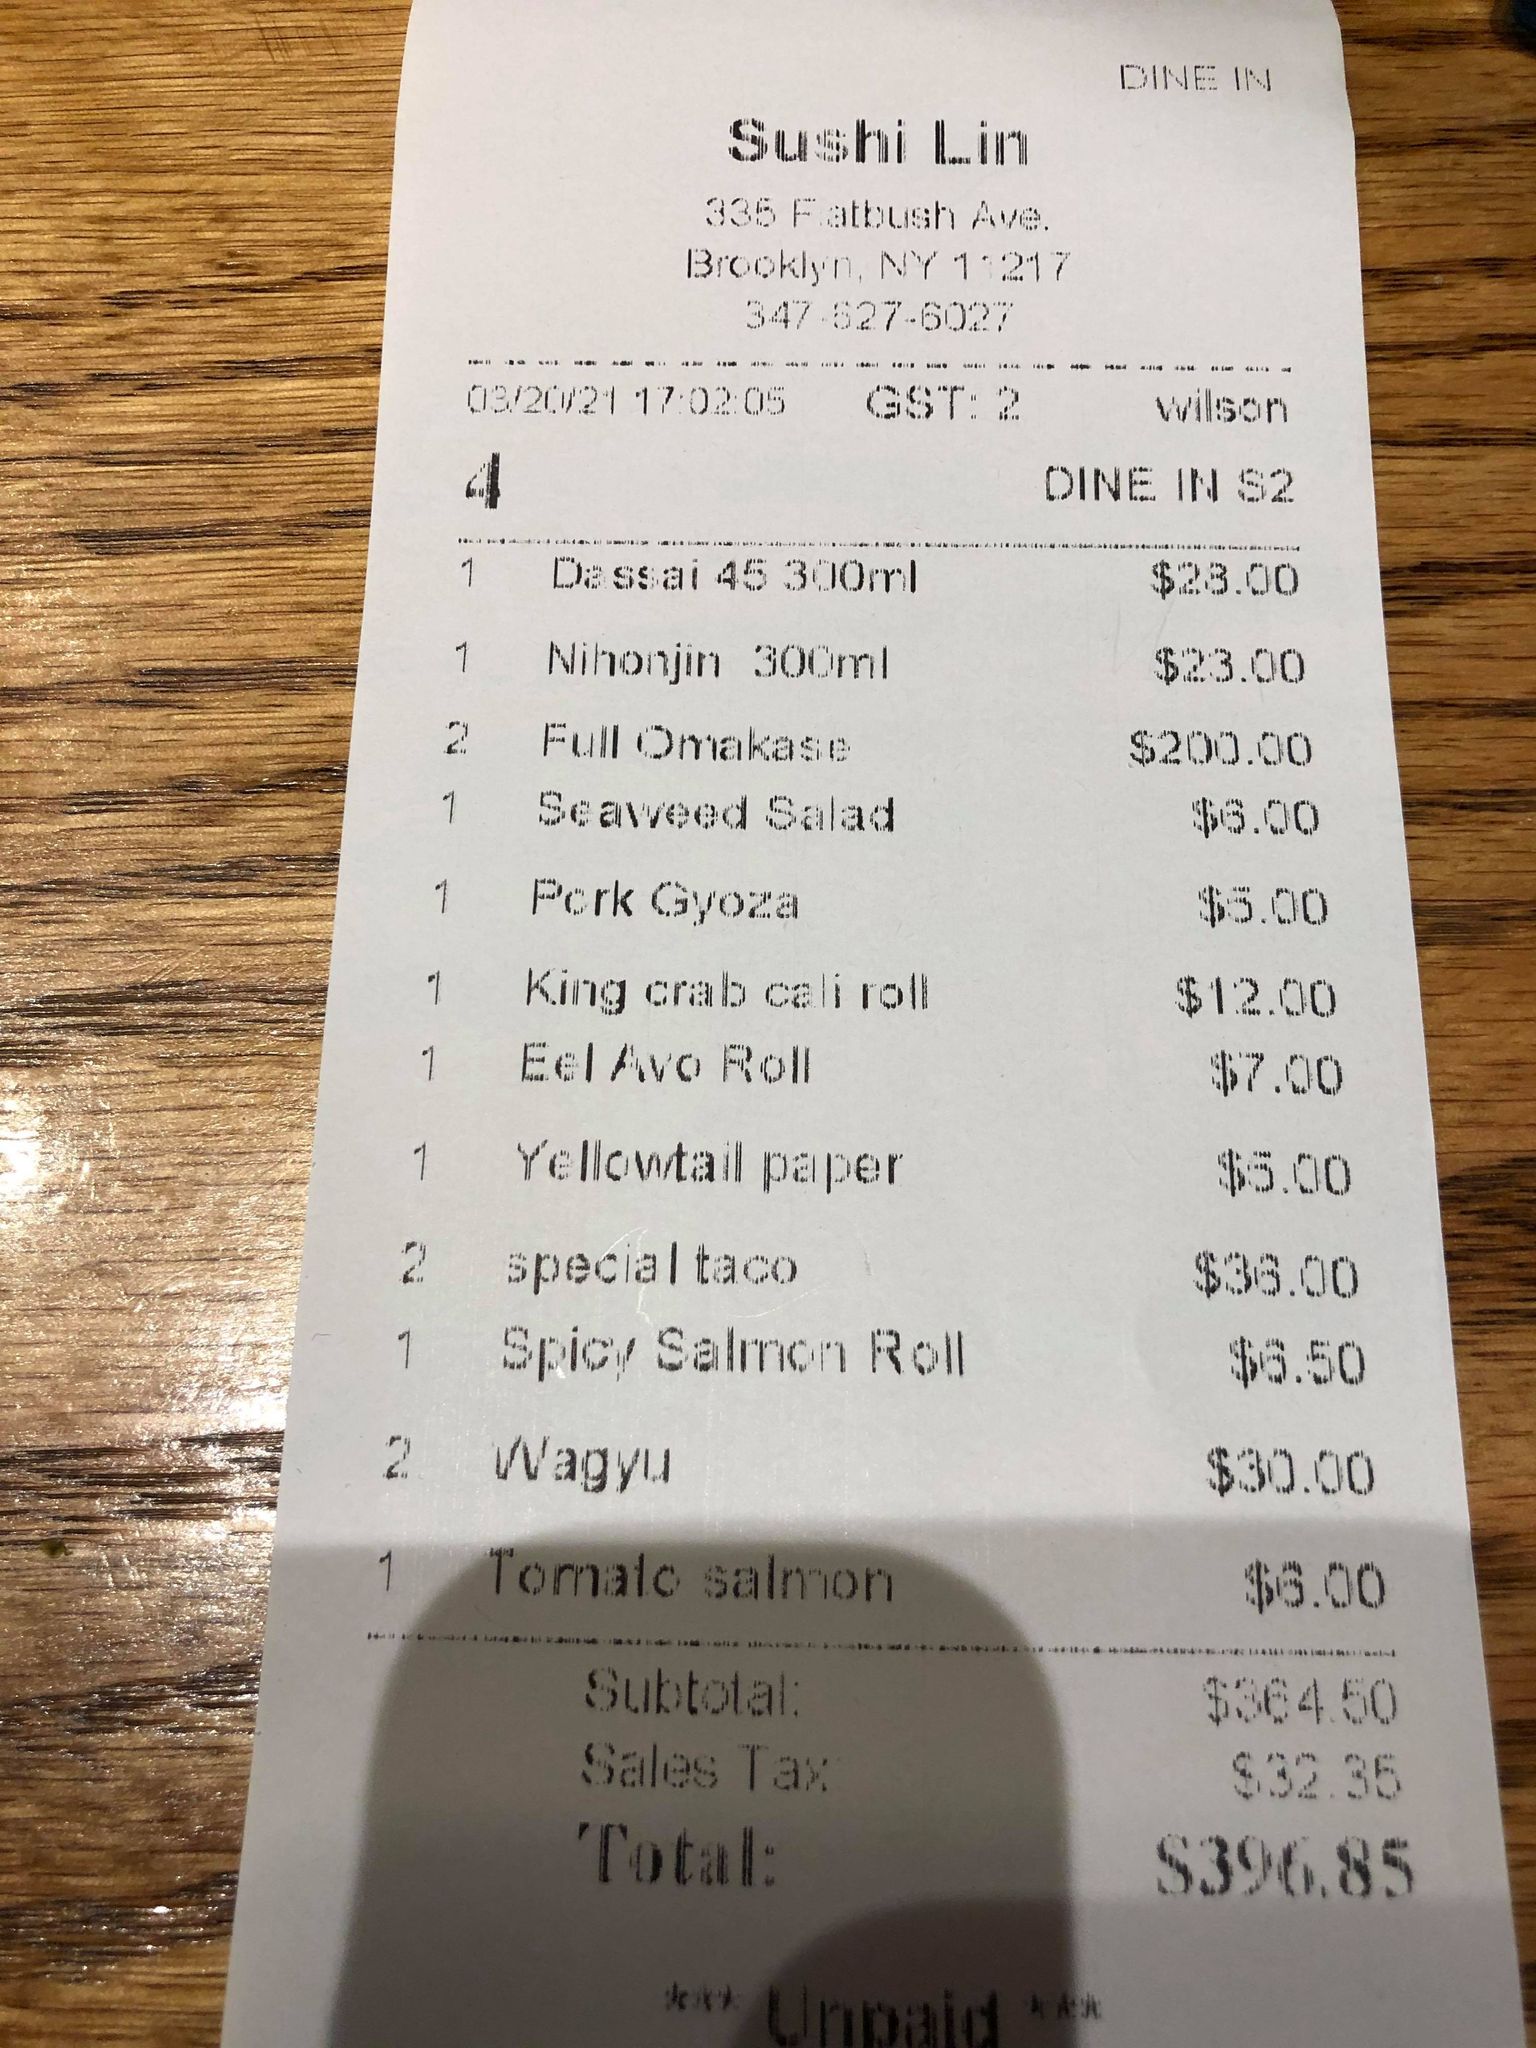 DINE IN
Sushi Lin
335 Flatbush Ave.
Brooklyn, NY 11217
347-627-6027
03/20/21 17:02:05 GST: 2 wilson
4 DINE IN S2
1 Dassai 45 300ml $28.00
1 Nihonjin 300ml $23.00
2 Full Omakase $200.00
1 Seaweed Salad $6.00
1 Pork Gyoza $5.00
1 King crab cali roll $12.00
1 Eel Avo Roll $7.00
1 Yellowtail paper $5.00
2 special taco $36.00
1 Spicy Salmon Roll $6.50
2 Wagyu $30.00
1 Tomato salmon $6.00
Subtotal: $364.50
Sales Tax $32.35
Total: $396.85
*** Unpaid ***